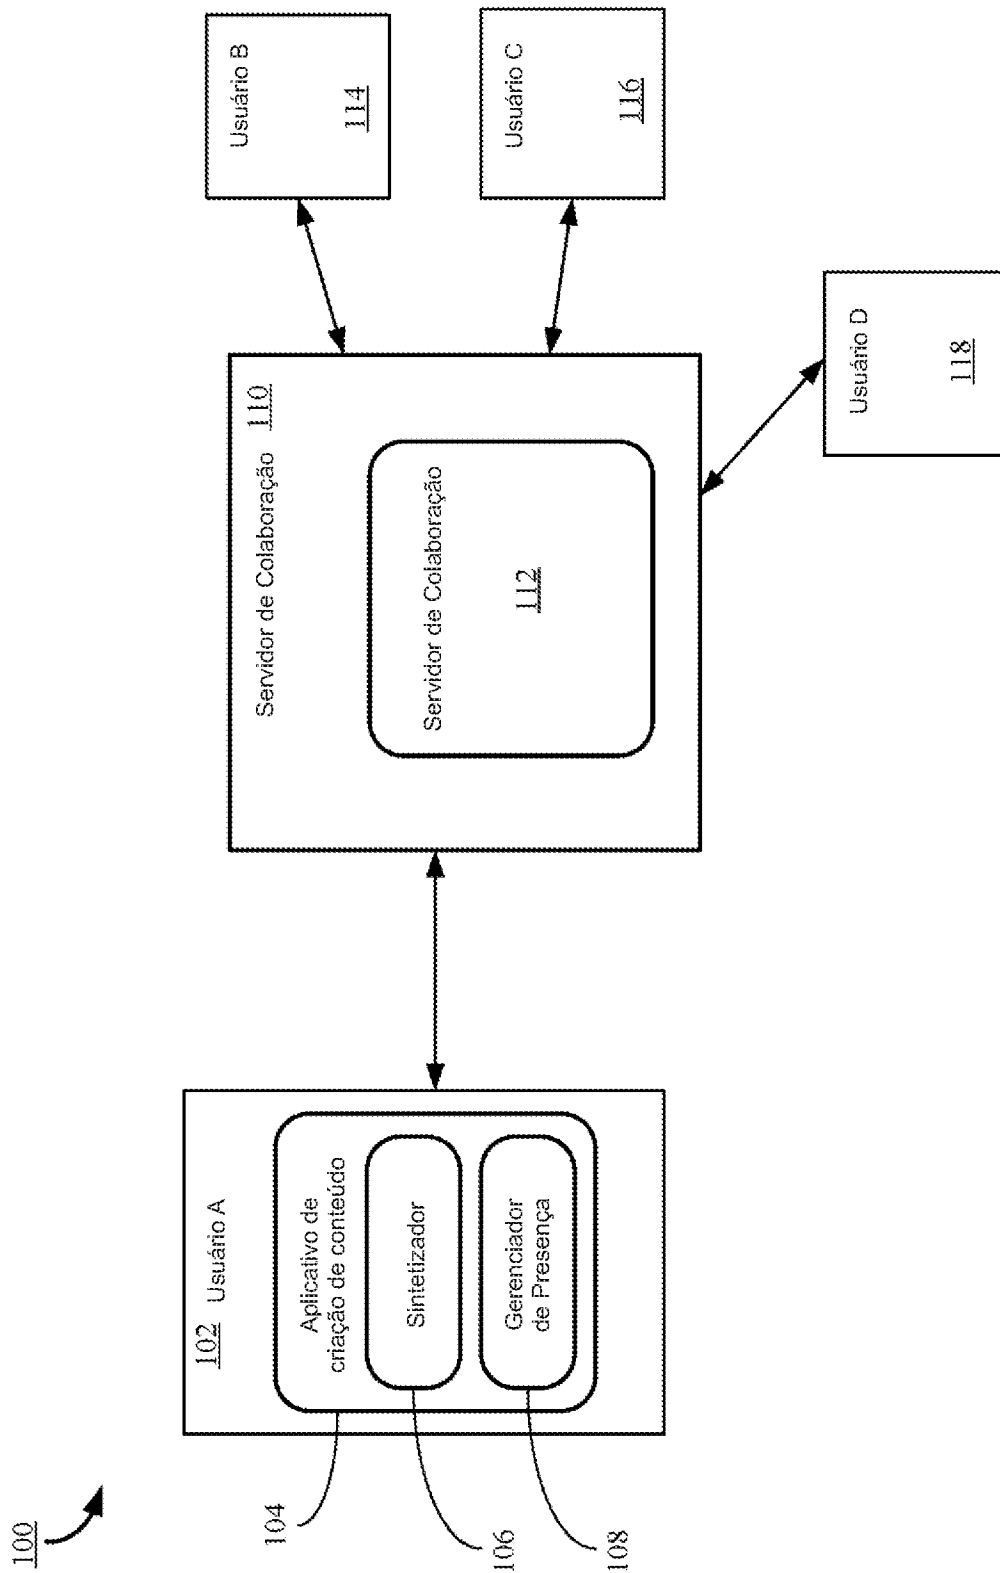 100
102
Usuário A
Aplicativo de
criação de conteúdo
Sintetizador
Gerenciador
de Presença
104
106
108
Servidor de Colaboração
110
Servidor de Colaboração
112
Usuário B
114
Usuário C
116
Usuário D
118